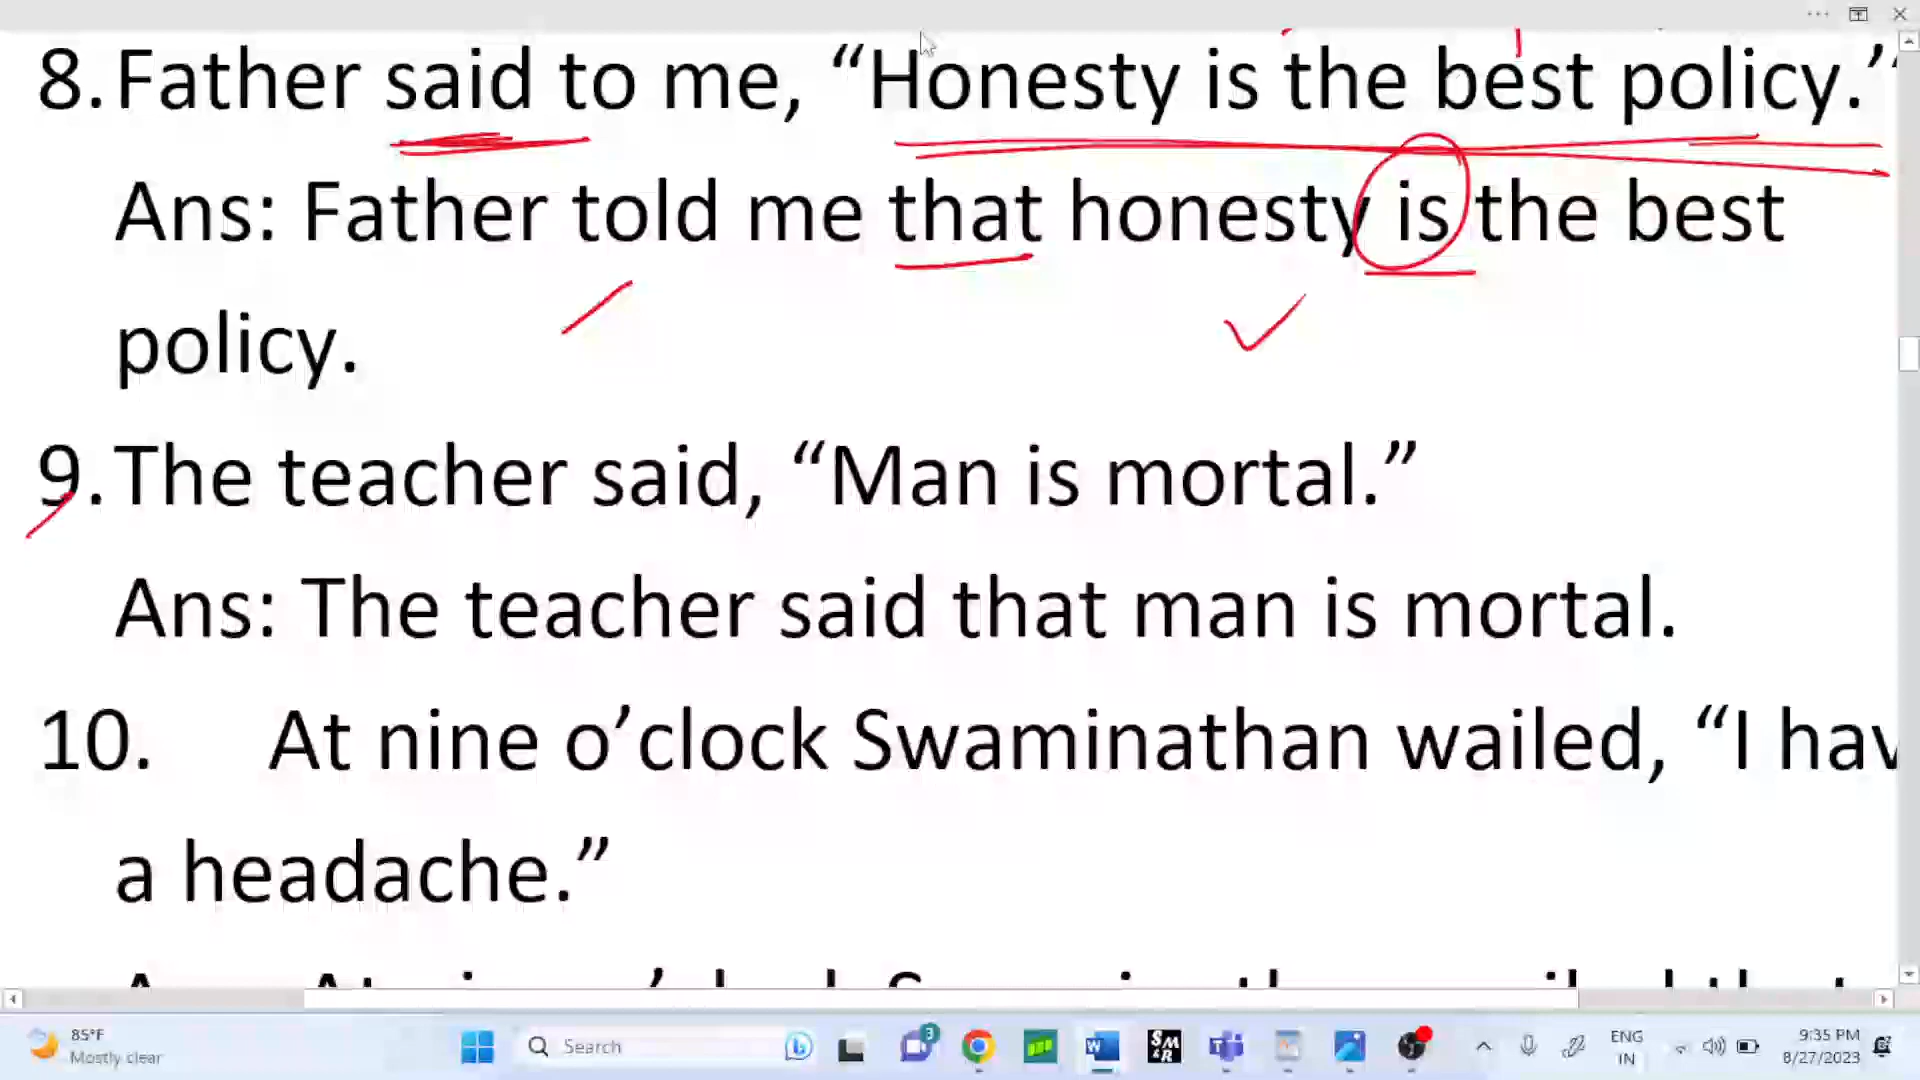 8. Father said to me, “Honesty is the best policy.”
Ans: Father told me that honesty is the best
policy.
9. The teacher said, “Man is mortal.”
Ans: The teacher said that man is mortal.
10. At nine o’clock Swaminathan wailed, “I hav
a headache.”
85°F
Mostly clear
Search
3
ENG
IN
9:35 PM
8/27/2023